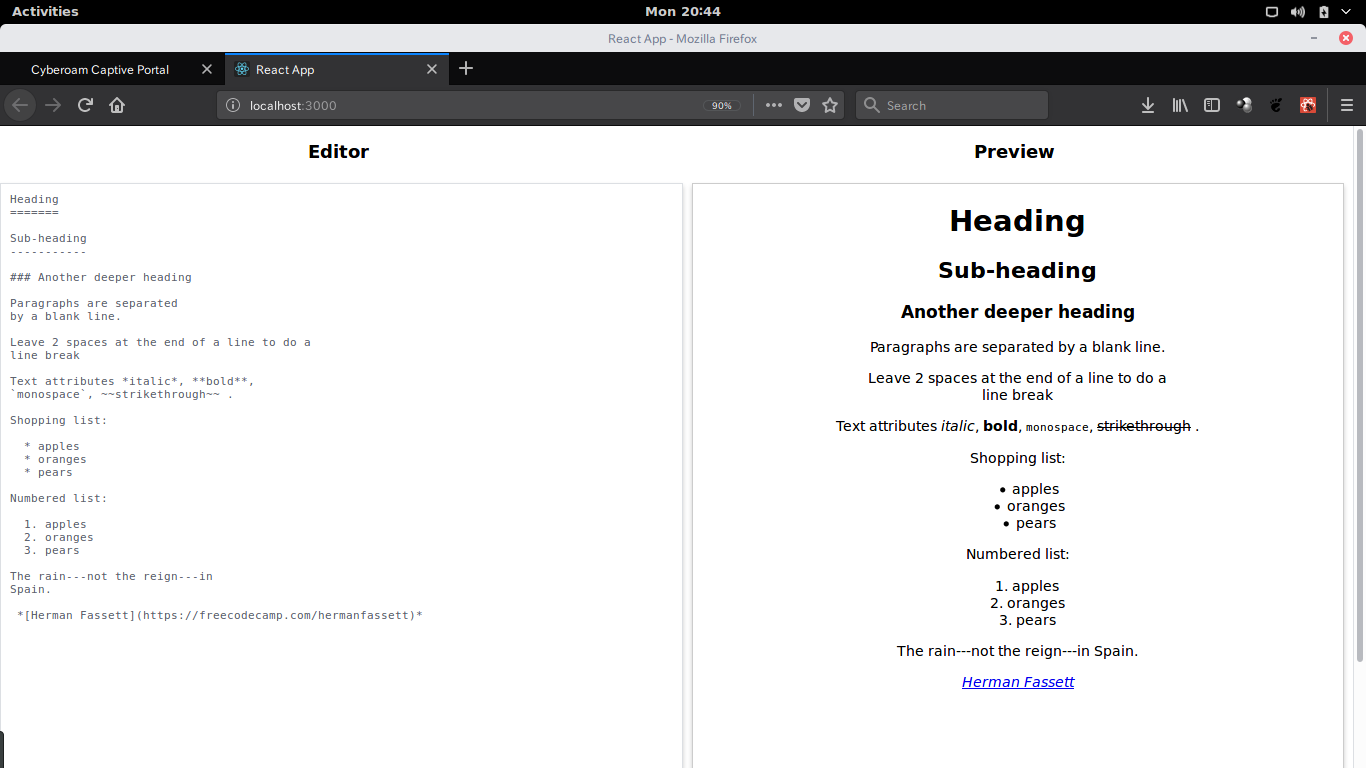 Activities
Mon 20:44
React App - Mozilla Firefox
Cyberoam Captive Portal
React App
localhost:3000
90%
Search
Editor
Preview
Heading
=======
Sub-heading
-----------
### Another deeper heading
Paragraphs are separated
by a blank line.
Leave 2 spaces at the end of a line to do a
line break
Text attributes *italic*, **bold**,
`monospace`, ~~strikethrough~~ .
Shopping list:
* apples
* oranges
* pears
Numbered list:
1. apples
2. oranges
3. pears
The rain---not the reign---in
Spain.
*[Herman Fassett](https://freecodecamp.com/hermanfassett)*
Heading
Sub-heading
Another deeper heading
Paragraphs are separated by a blank line.
Leave 2 spaces at the end of a line to do a
line break
Text attributes italic, bold, monospace, strikethrough .
Shopping list:
• apples
• oranges
• pears
Numbered list:
1. apples
2. oranges
3. pears
The rain---not the reign---in Spain.
Herman Fassett